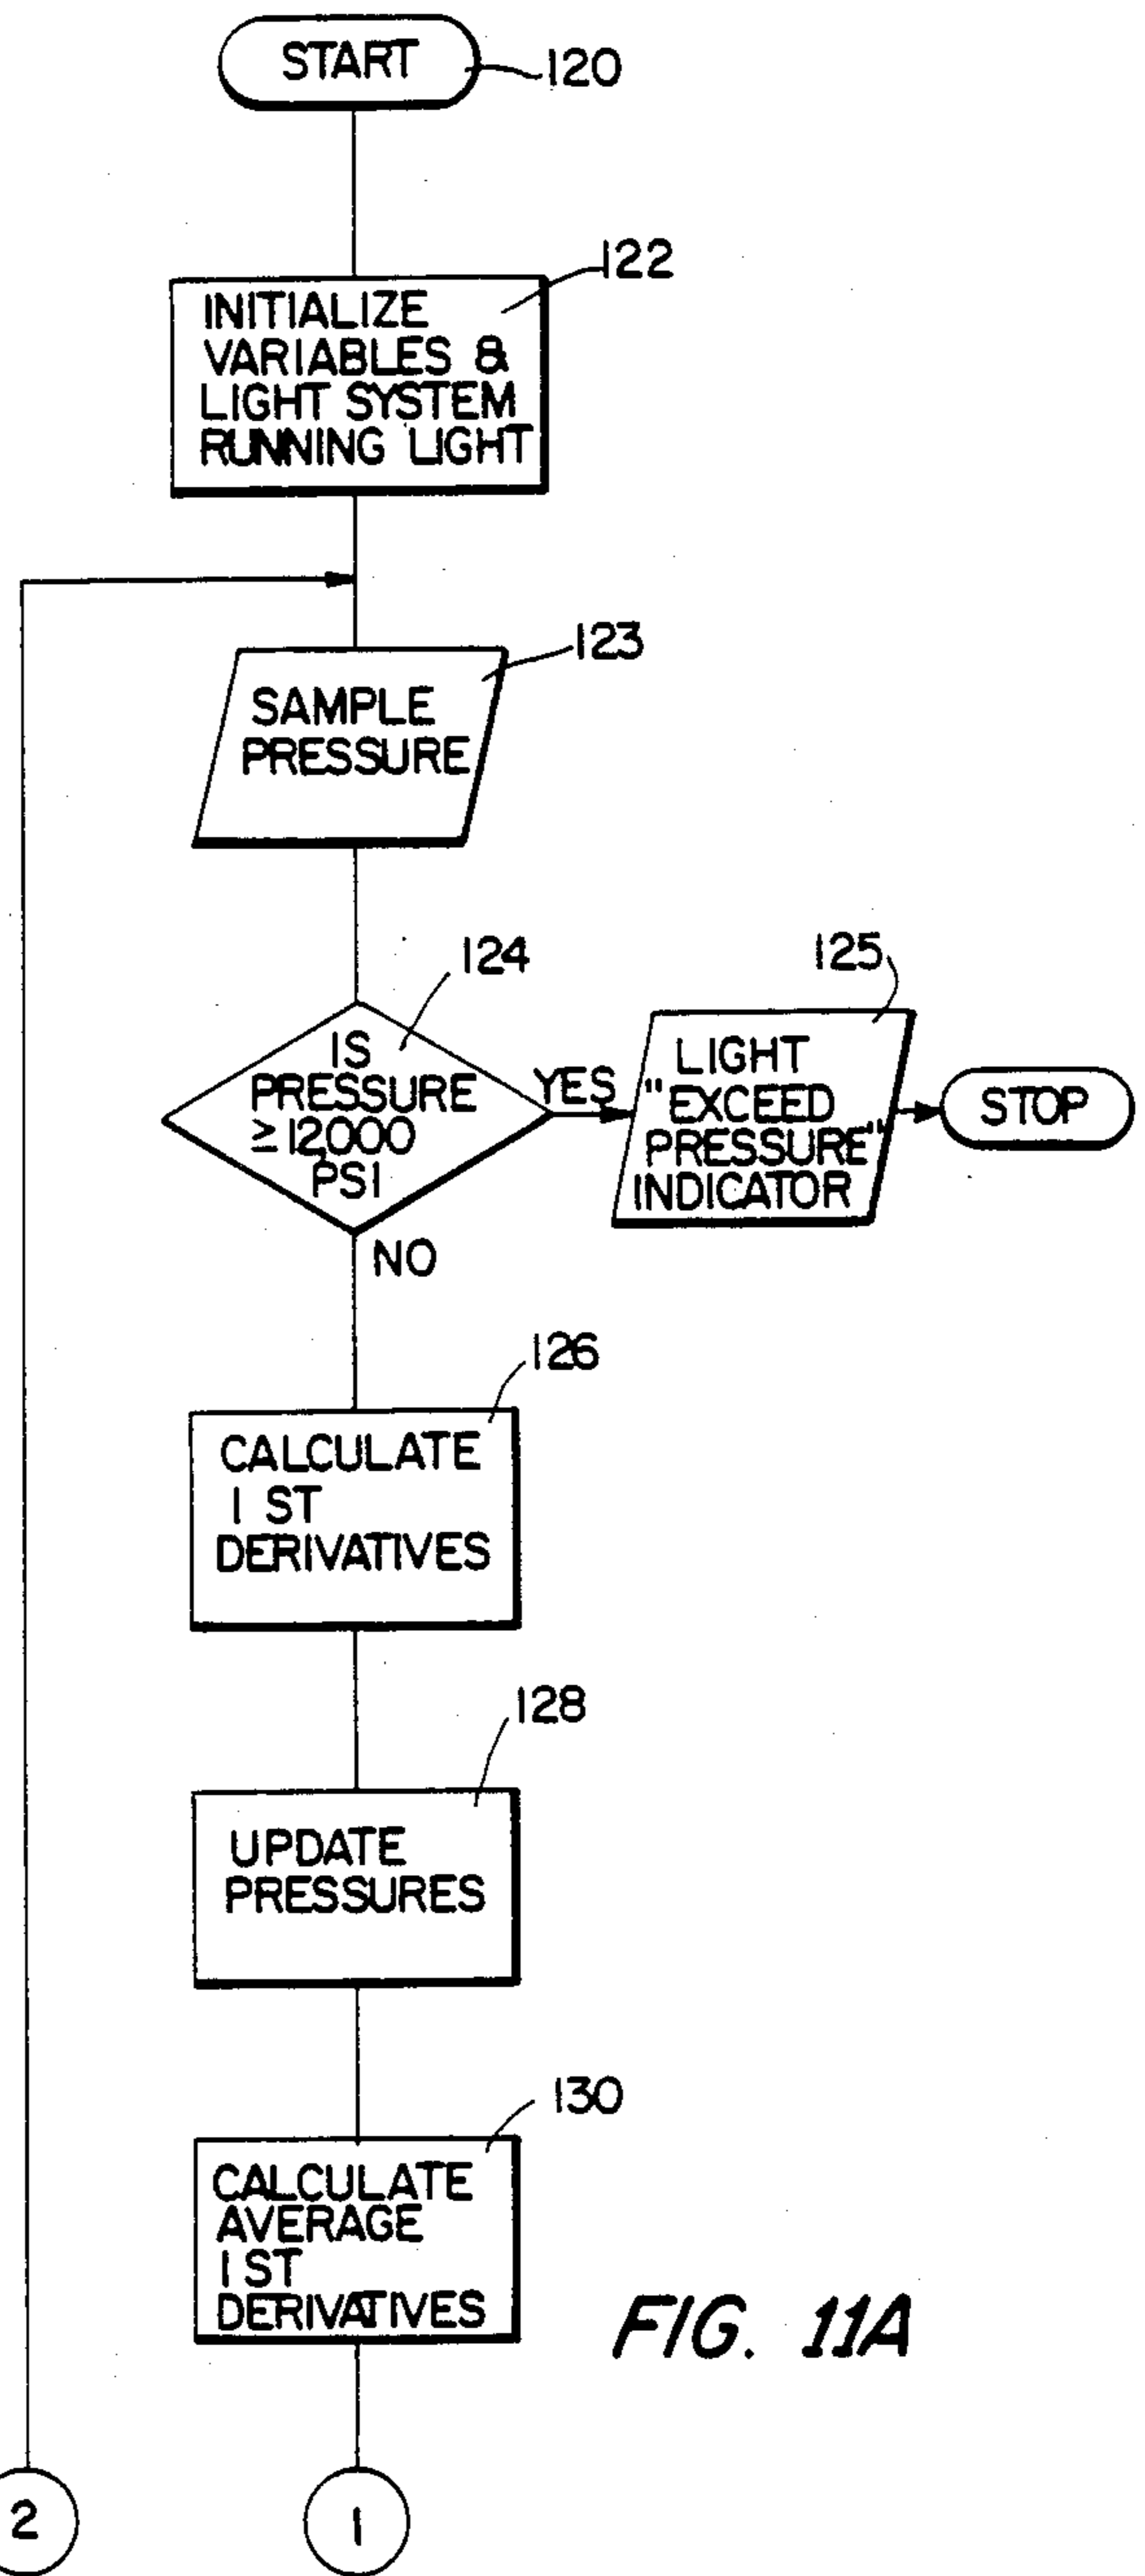 START
120
122
INITIALIZE
VARIABLES &
LIGHT SYSTEM
RUNNING LIGHT
123
SAMPLE
PRESSURE
124
IS
PRESSURE
≥ 12,000
PSI
YES
125
LIGHT
"EXCEED
PRESSURE"
INDICATOR
STOP
NO
126
CALCULATE
1 ST
DERIVATIVES
128
UPDATE
PRESSURES
130
CALCULATE
AVERAGE
1 ST
DERIVATIVES
FIG. 11A
2
1